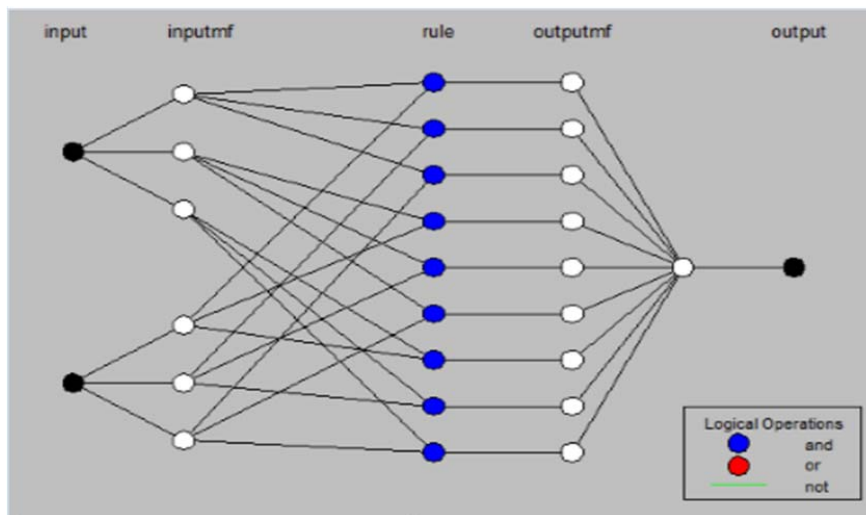 input inputmf rule outputmf output
Logical Operations
and
or
not